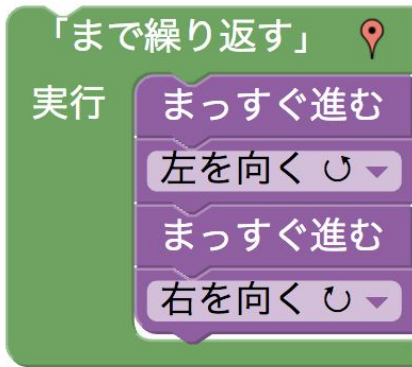 「まで繰り返す」
実行
まっすぐ進む
左を向く ↺
まっすぐ進む
右を向く ↻